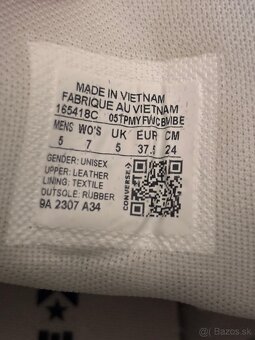 MADE IN VIETNAM
FABRIQUE AU VIETNAM
165418C 05TPMY
MENS WO'S UK EUR CM
5 7 5 37.5 24
GENDER: UNISEX
UPPER: LEATHER
LINING: TEXTILE
OUTSOLE: RUBBER
9A 2307 A34
CONVERSE
Bazos.sk